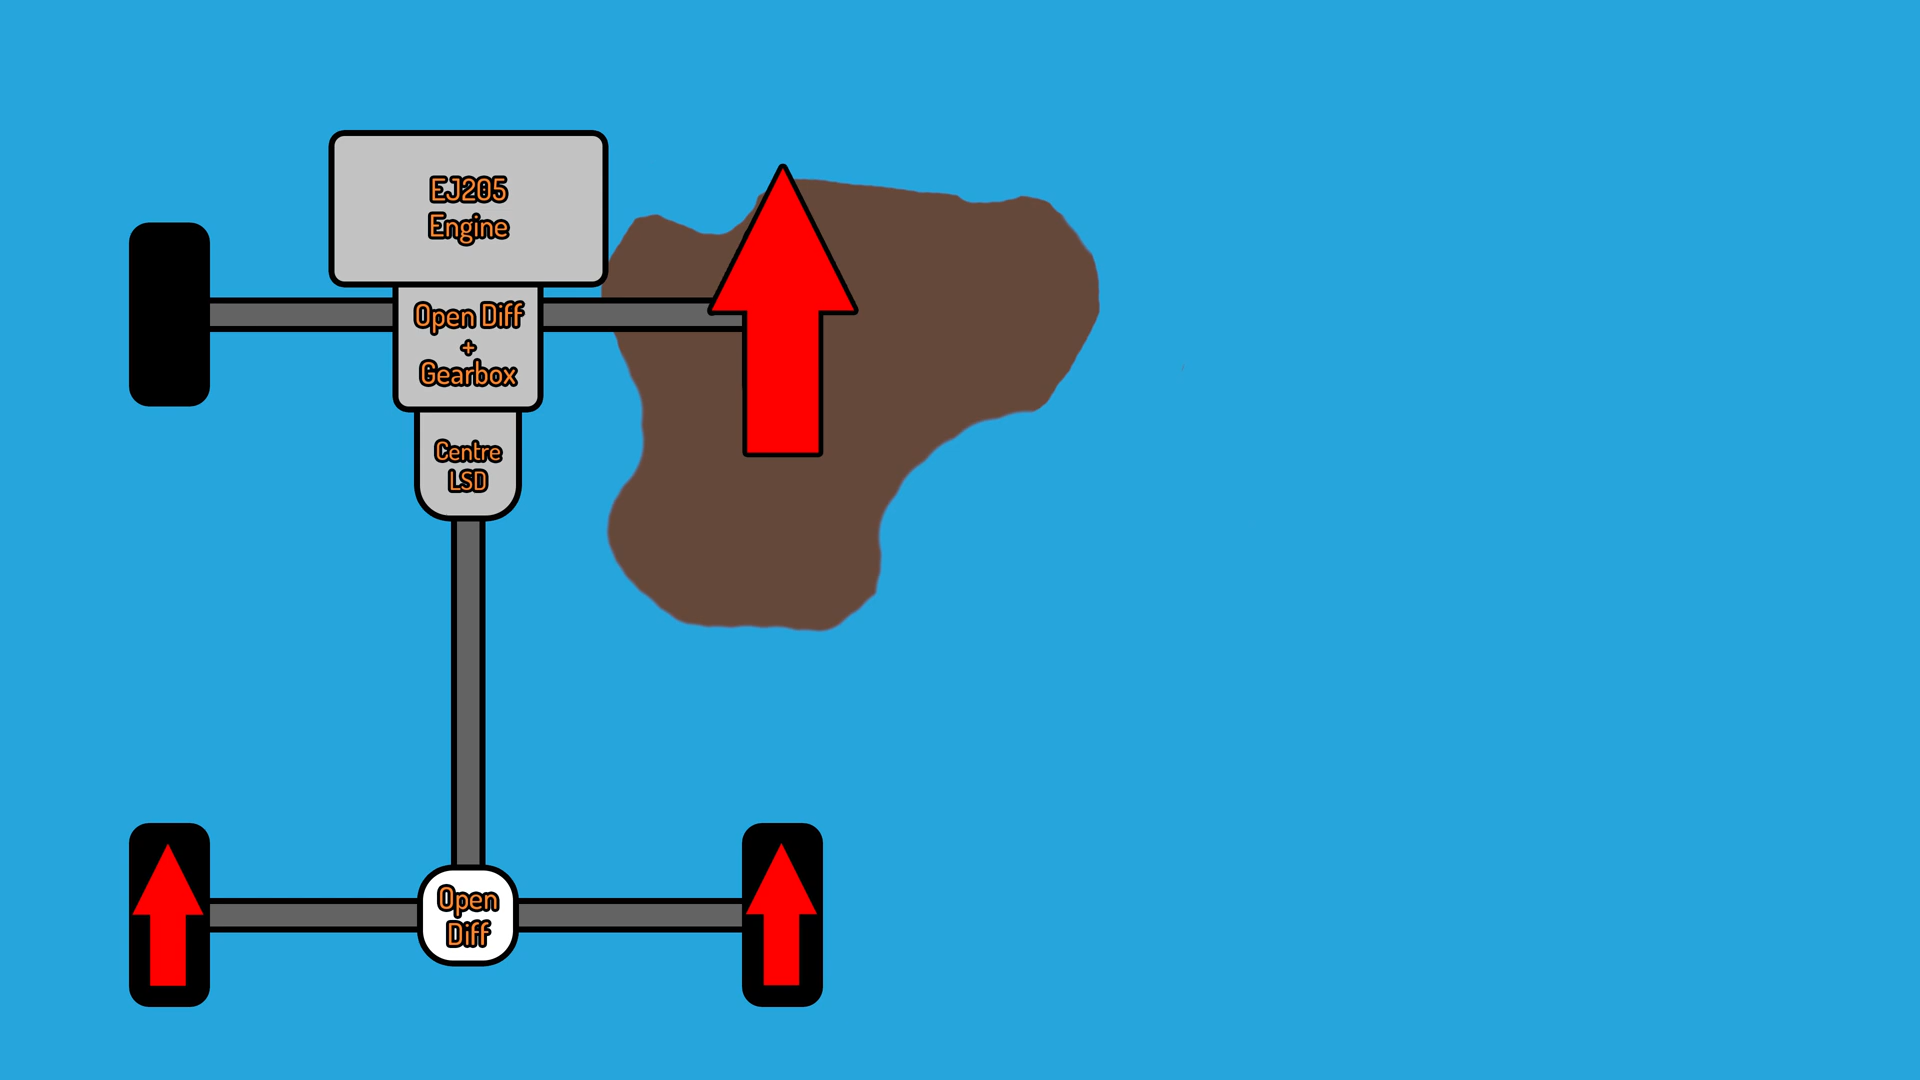 EJ205
Engine
Open Diff
+
Gearbox
Centre
LSD
Open
Diff